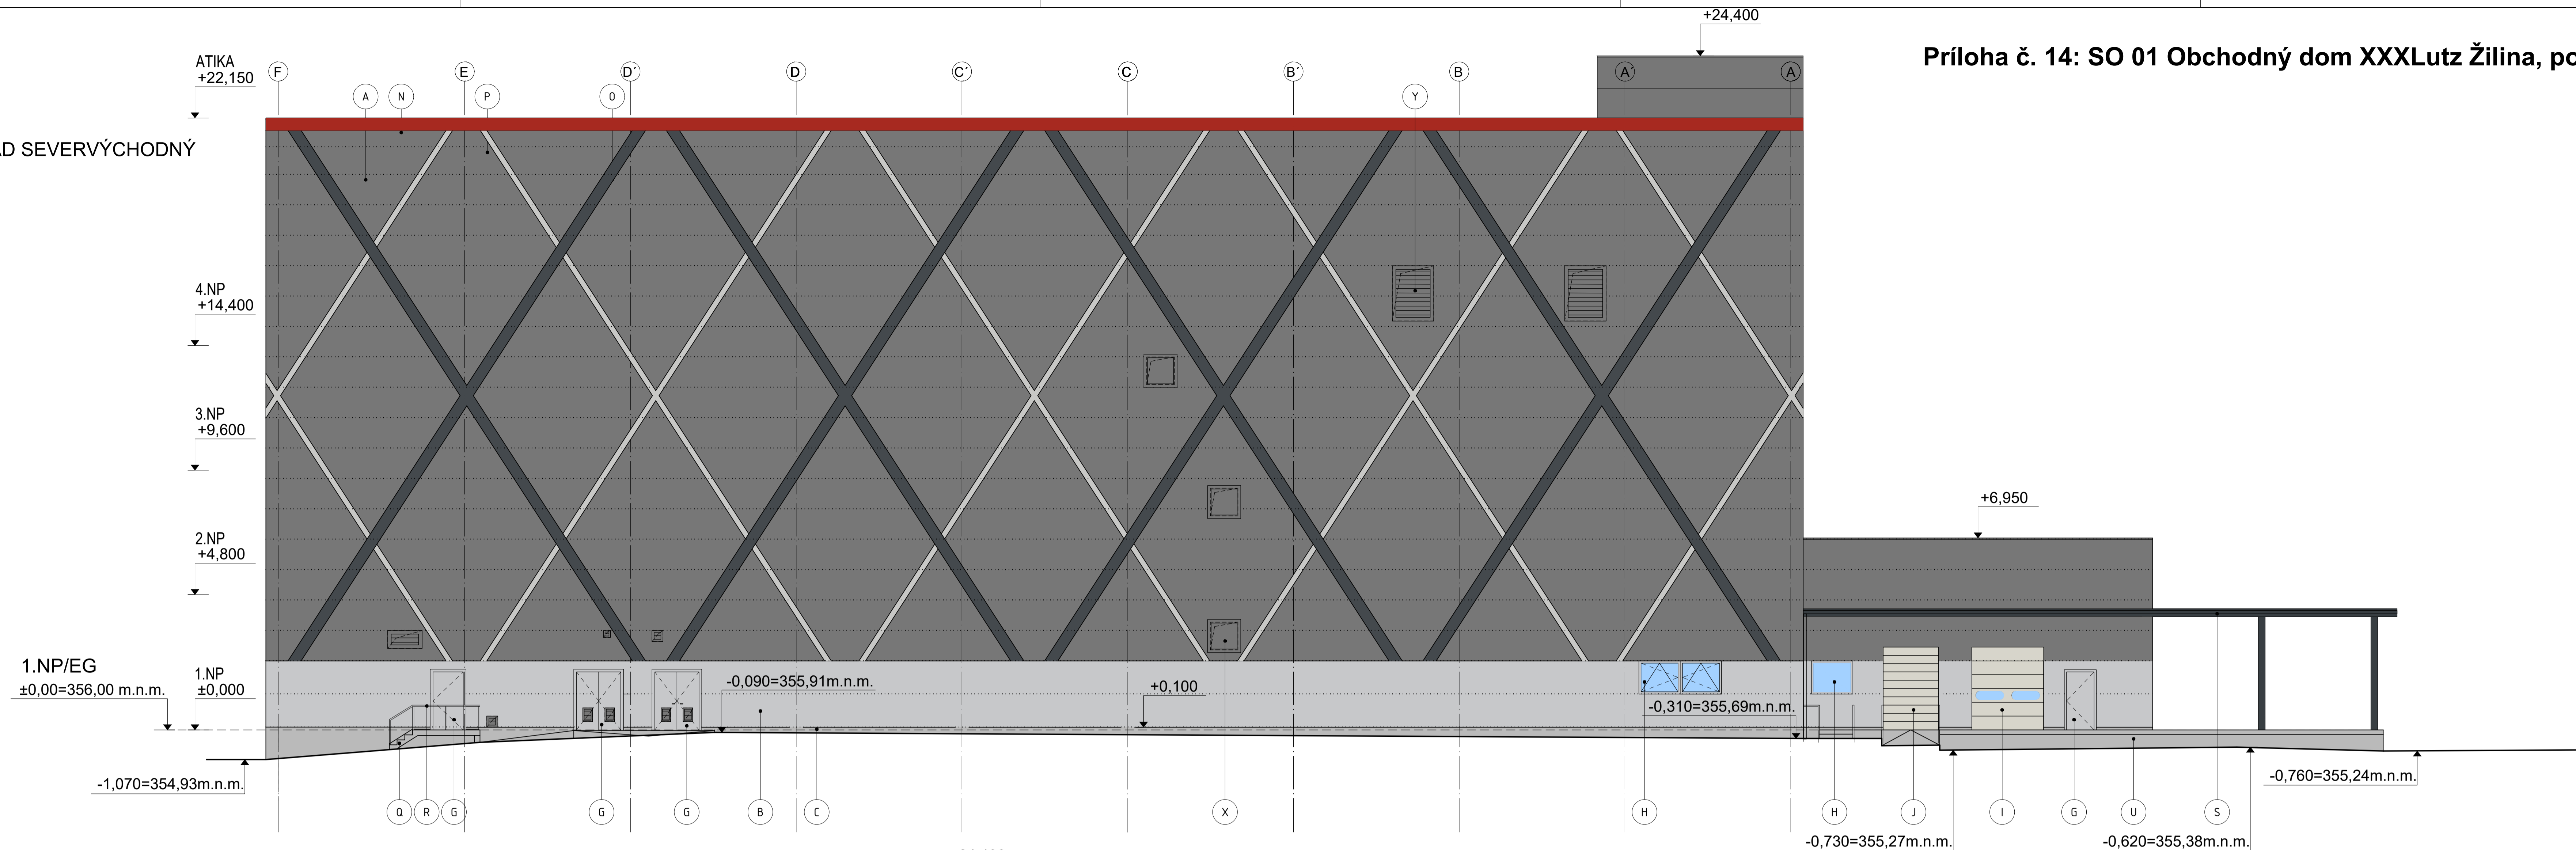 +24,400
Príloha č. 14: SO 01 Obchodný dom XXXLutz Žilina,
ATIKA
+22,150
F E D´ D C´ C B´ B A´ A
A N P O Y
SEVERVÝCHODNÝ
4.NP
+14,400
3.NP
+9,600
+6,950
2.NP
+4,800
1.NP/EG
±0,00=356,00 m.n.m.
1.NP
±0,000
-0,090=355,91m.n.m.
+0,100
-0,310=355,69m.n.m.
-1,070=354,93m.n.m.
-0,760=355,24m.n.m.
Q R G G G B C X H H J I G U S
-0,730=355,27m.n.m.
-0,620=355,38m.n.m.